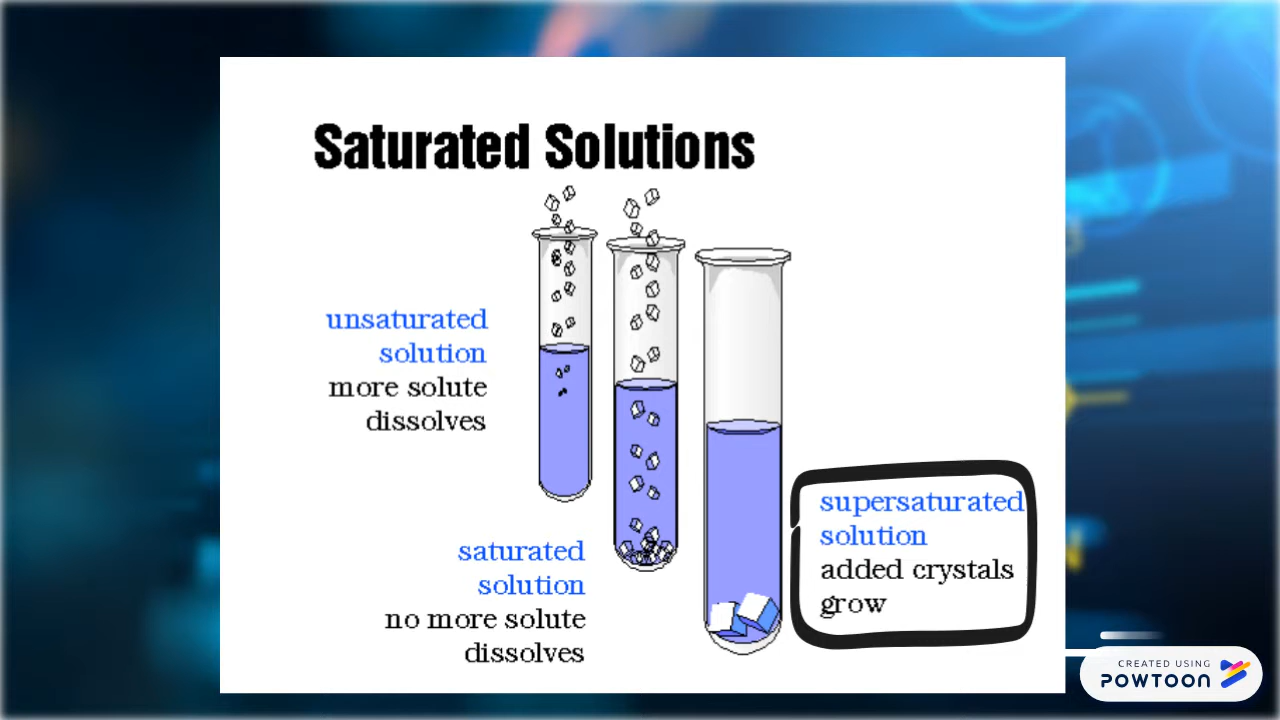 Saturated Solutions
unsaturated
solution
more solute
dissolves
saturated
solution
no more solute
dissolves
supersaturated
solution
added crystals
grow
CREATED USING
POWTOON